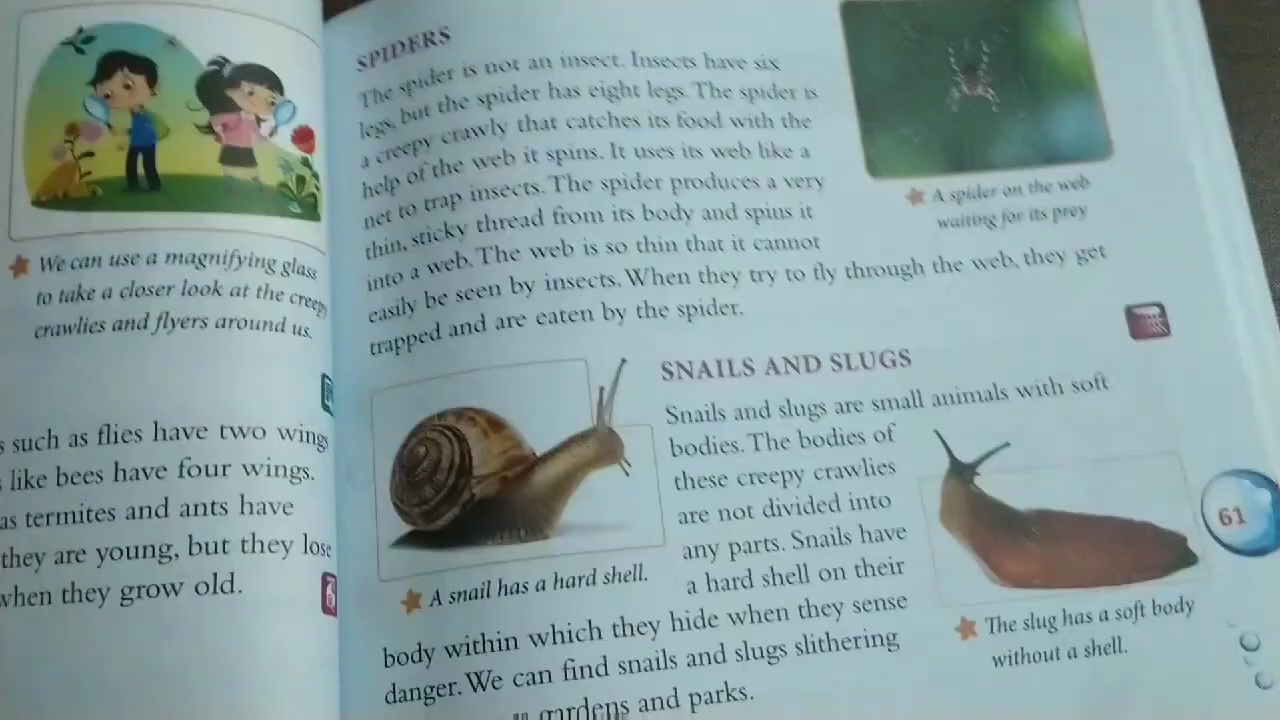 We can use a magnifying glass
to take a closer look at the creepy
crawlies and flyers around us.
such as flies have two wings
like bees have four wings.
as termites and ants have
they are young, but they lose
when they grow old.
SPIDERS
The spider is not an insect. Insects have six
legs, but the spider has eight legs. The spider is
a creepy crawly that catches its food with the
help of the web it spins. It uses its web like a
net to trap insects. The spider produces a very
thin, sticky thread from its body and spins it
into a web. The web is so thin that it cannot
easily be seen by insects. When they try to fly through the web, they get
trapped and are eaten by the spider.
A spider on the web
waiting for its prey
SNAILS AND SLUGS
Snails and slugs are small animals with soft
bodies. The bodies of
these creepy crawlies
are not divided into
any parts. Snails have
a hard shell on their
body within which they hide when they sense
danger. We can find snails and slugs slithering
gardens and parks.
A snail has a hard shell.
The slug has a soft body
without a shell.
61